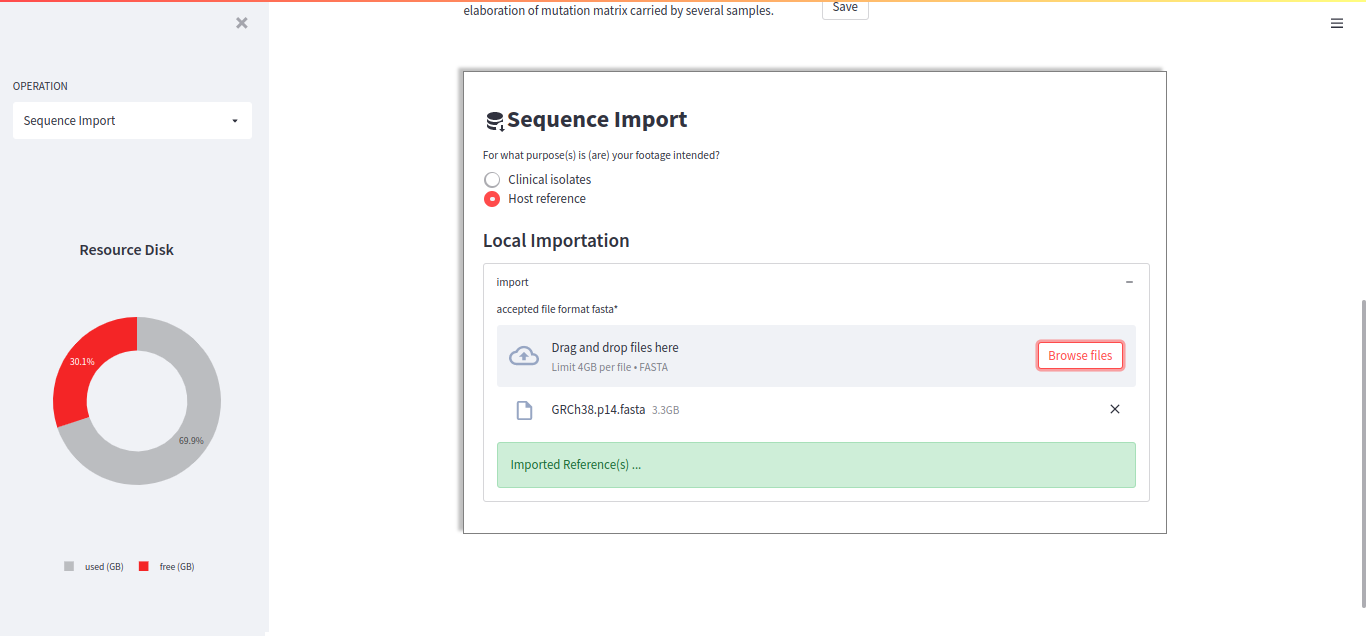 elaboration of mutation matrix carried by several samples.
Save
OPERATION
Sequence Import
Resource Disk
30.1%
69.9%
used (GB)
free (GB)
Sequence Import
For what purpose(s) is (are) your footage intended?
Clinical isolates
Host reference
Local Importation
import
accepted file format fasta*
Drag and drop files here
Limit 4GB per file • FASTA
Browse files
GRCh38.p14.fasta 3.3GB
Imported Reference(s) ...